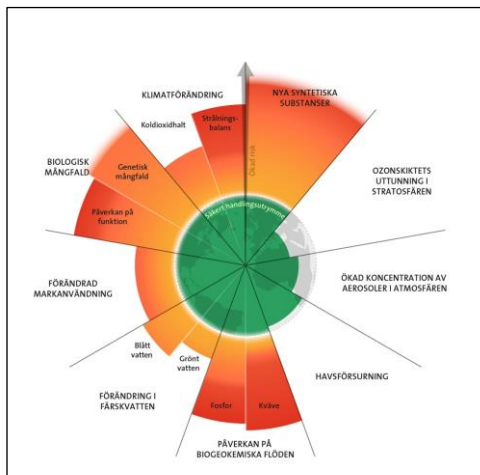 KLIMATFÖRÄNDRING
Koldioxidhalt
Strålnings-
balans
Ökad risk
NYA SYNTETISKA
SUBSTANSER
OZONSKIKTETS
UTTUNNING I
STRATOSFÄREN
ÖKAD KONCENTRATION AV
AEROSOLER I ATMOSFÄREN
HAVSFÖRSURNING
Kväve
Fosfor
PÅVERKAN PÅ
BIOGEOKEMISKA FLÖDEN
Grönt
vatten
Blått
vatten
FÖRÄNDRING I
FÄRSKVATTEN
FÖRÄNDRAD
MARKANVÄNDNING
BIOLOGISK
MÅNGFALD
Påverkan på
funktion
Genetisk
mångfald
Säkert handlingsutrymme